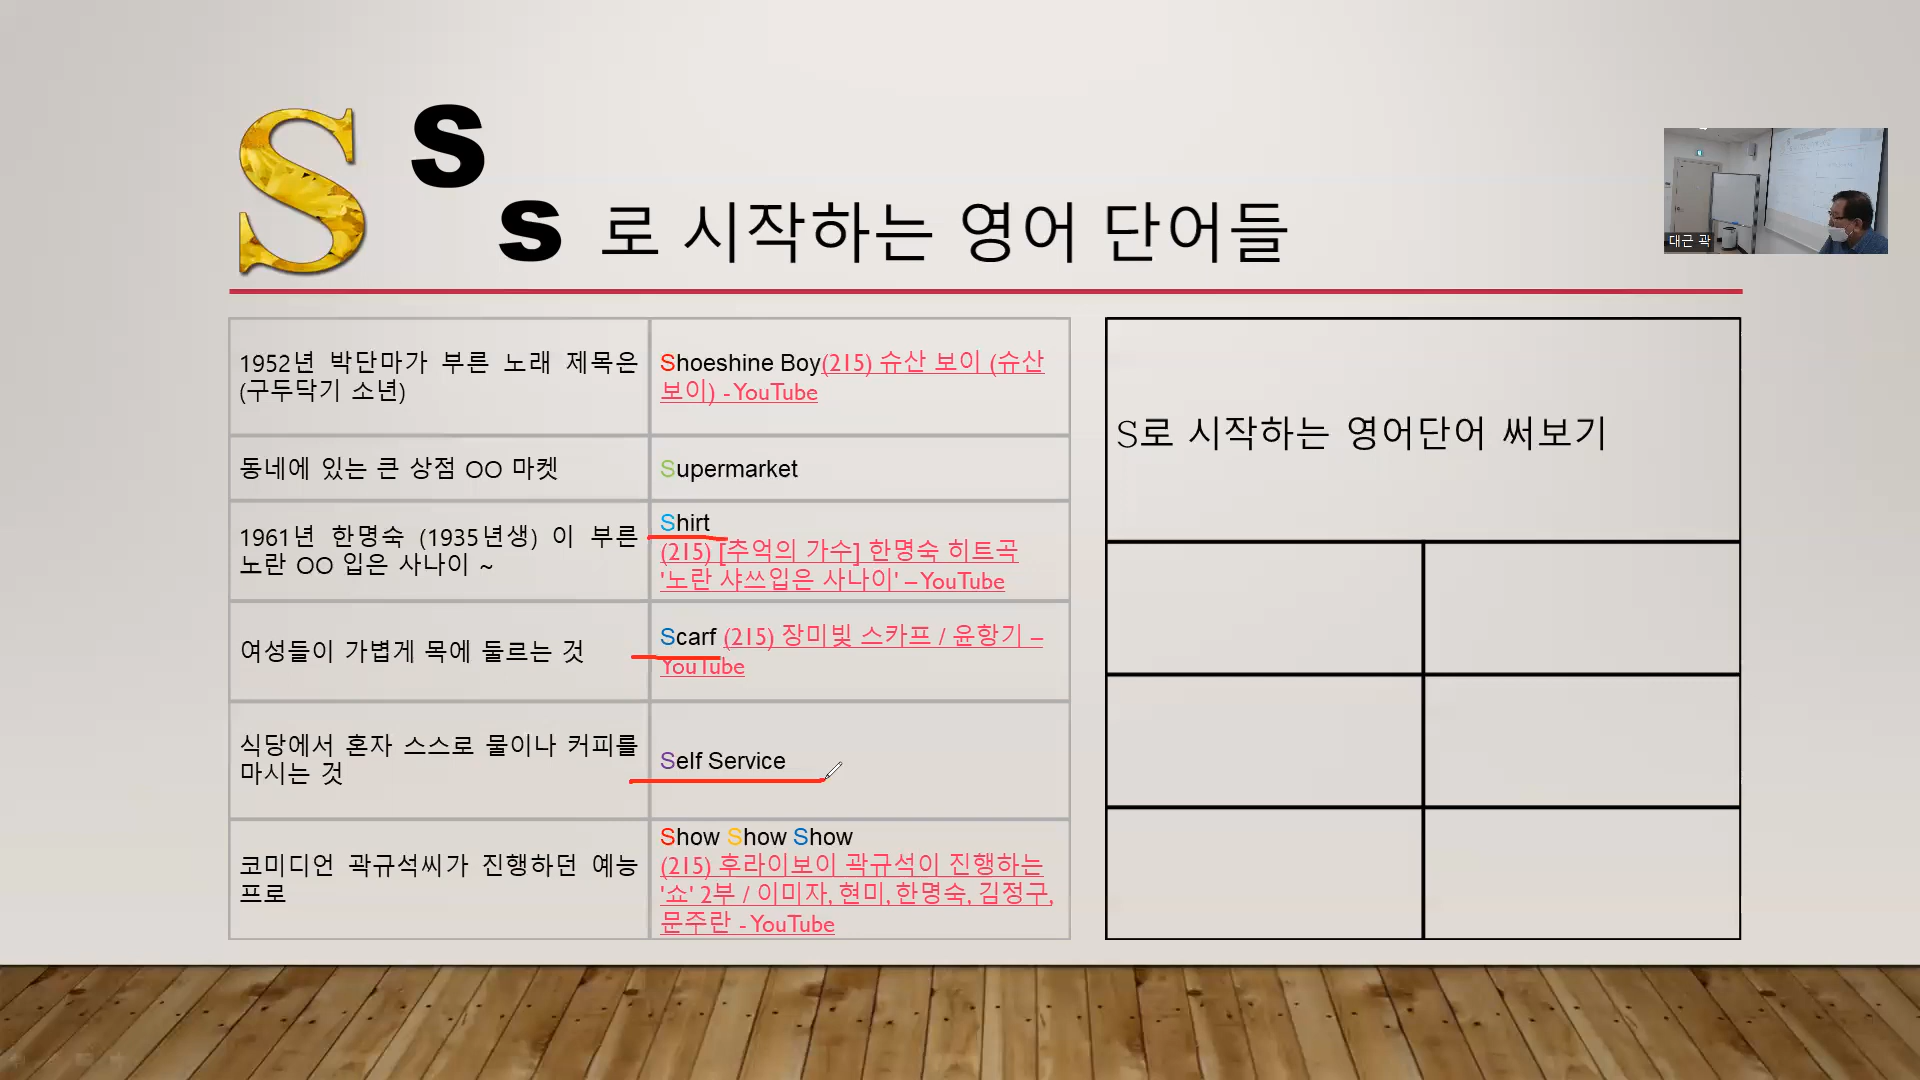 S
S
s 로 시작하는 영어 단어들
대근 곽
1952년 박단마가 부른 노래 제목은
(구두닥기 소년)
Shoeshine Boy(215) 슈산 보이 (슈산
보이) - YouTube
동네에 있는 큰 상점 OO 마켓
Supermarket
1961년 한명숙 (1935년생) 이 부른
노란 OO 입은 사나이 ~
Shirt
(215) [추억의 가수] 한명숙 히트곡
'노란 샤쓰입은 사나이' – YouTube
여성들이 가볍게 목에 둘르는 것
Scarf (215) 장미빛 스카프 / 윤항기 –
YouTube
식당에서 혼자 스스로 물이나 커피를
마시는 것
Self Service
코미디언 곽규석씨가 진행하던 예능
프로
Show Show Show
(215) 후라이보이 곽규석이 진행하는
'쇼' 2부 / 이미자, 현미, 한명숙, 김정구,
문주란 - YouTube
S로 시작하는 영어단어 써보기